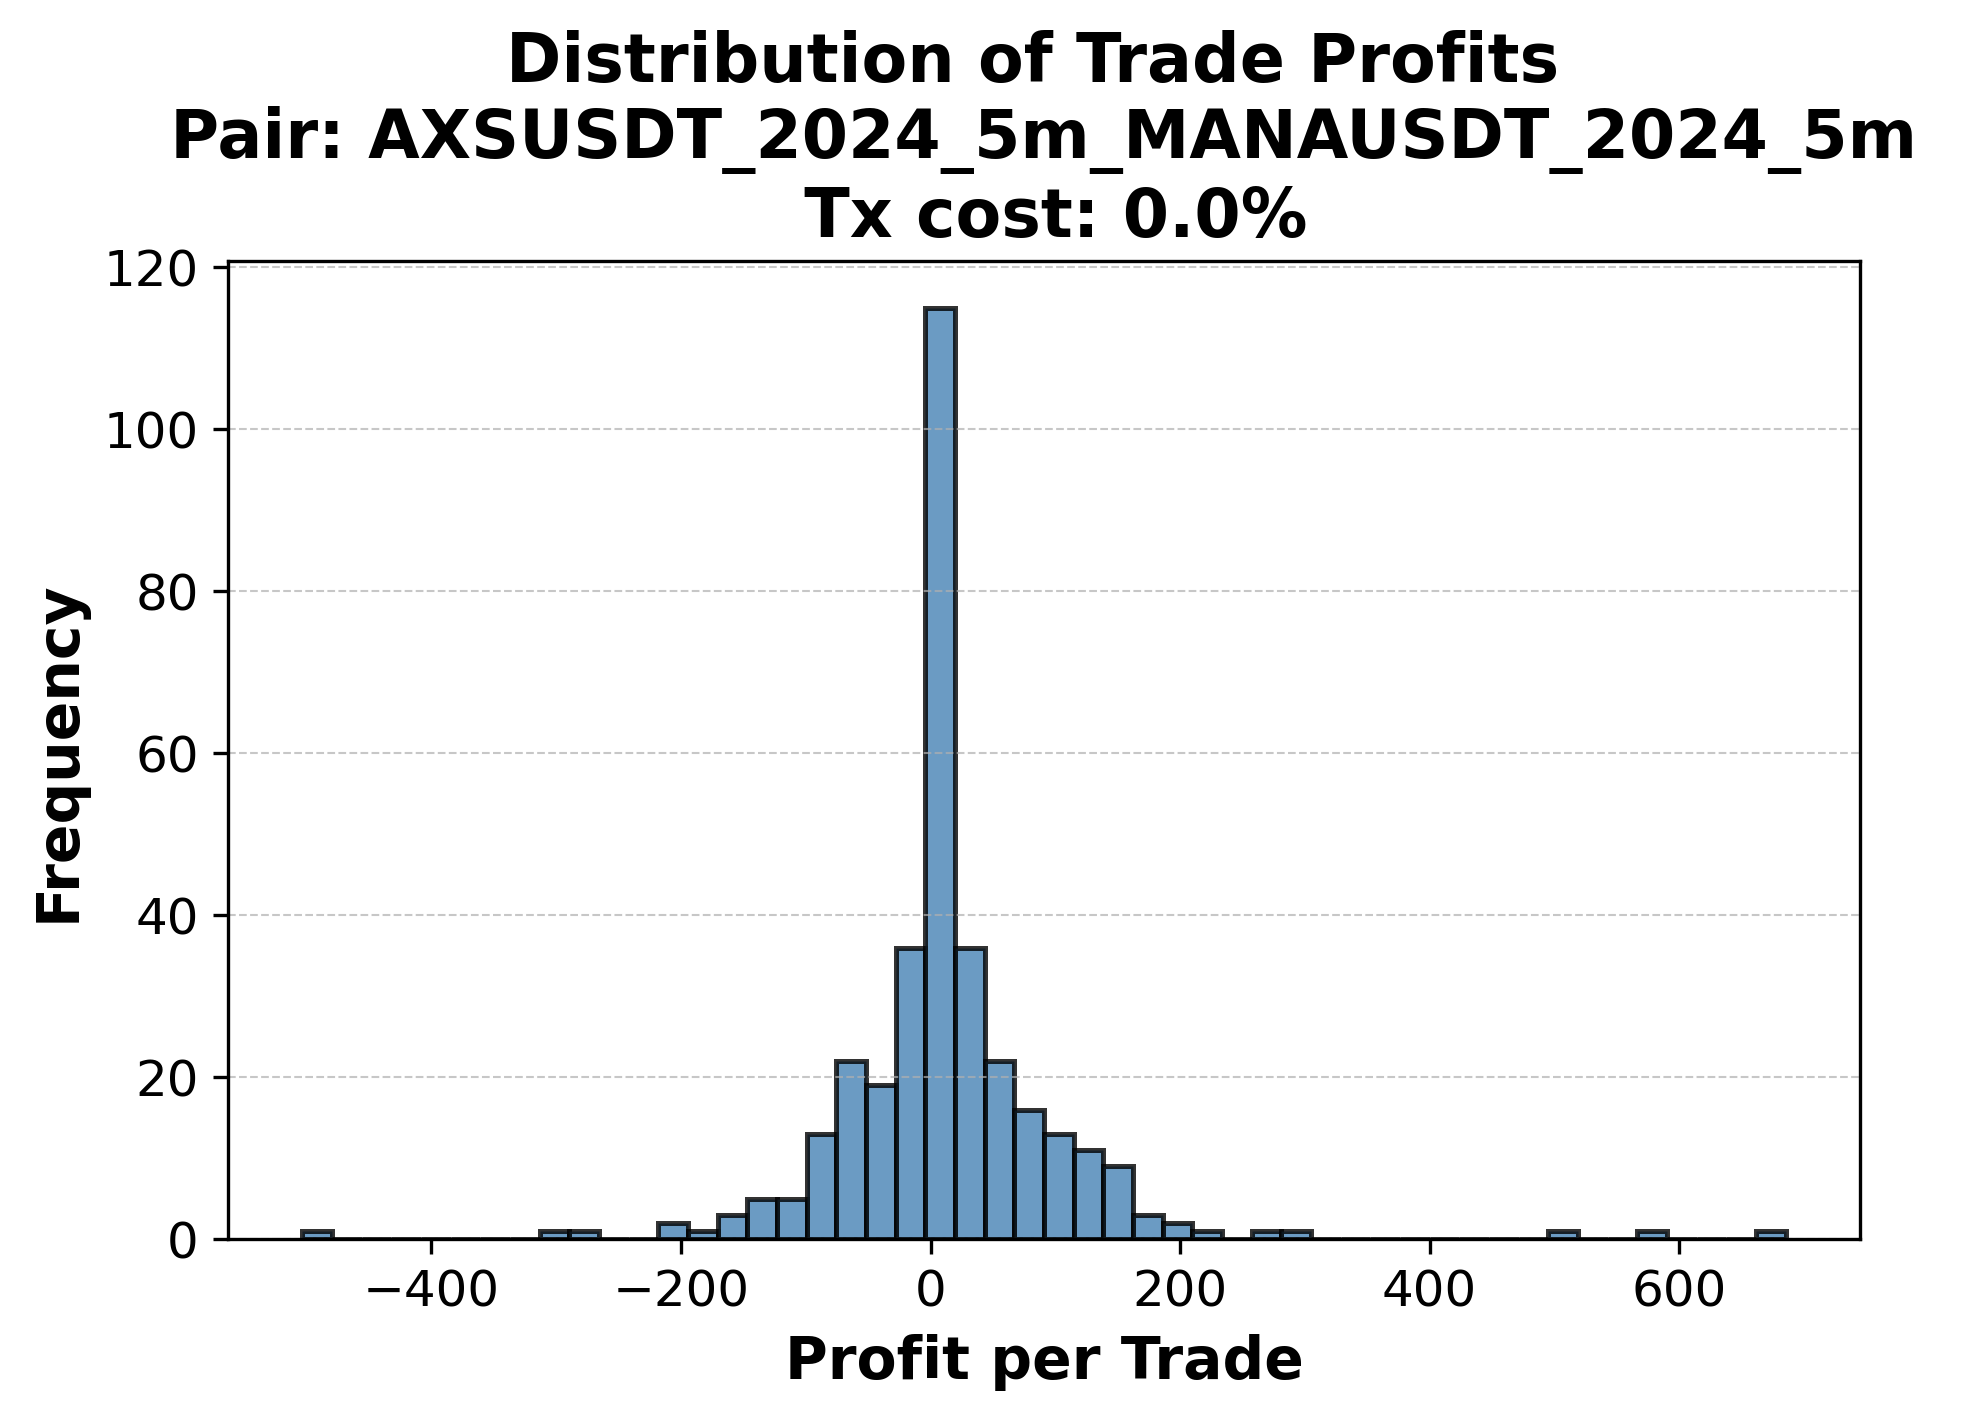 Distribution of Trade Profits
Pair: AXSUSDT_2024_5m_MANAUSDT_2024_5m
Tx cost: 0.0%
120
100
80
60
40
20
0
Frequency
−400
−200
0
200
400
600
Profit per Trade